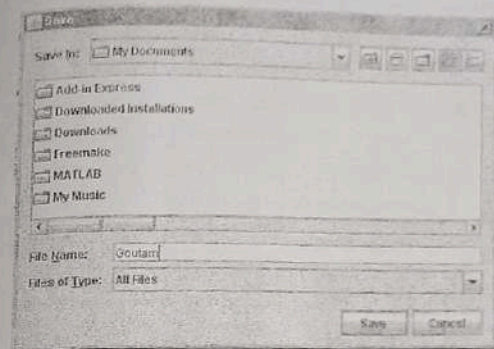 Save
Save In: My Documents
Add-in Express
Downloaded Installations
Downloads
Freemake
MATLAB
My Music
File Name: Goutam
Files of Type: All Files
Save Cancel